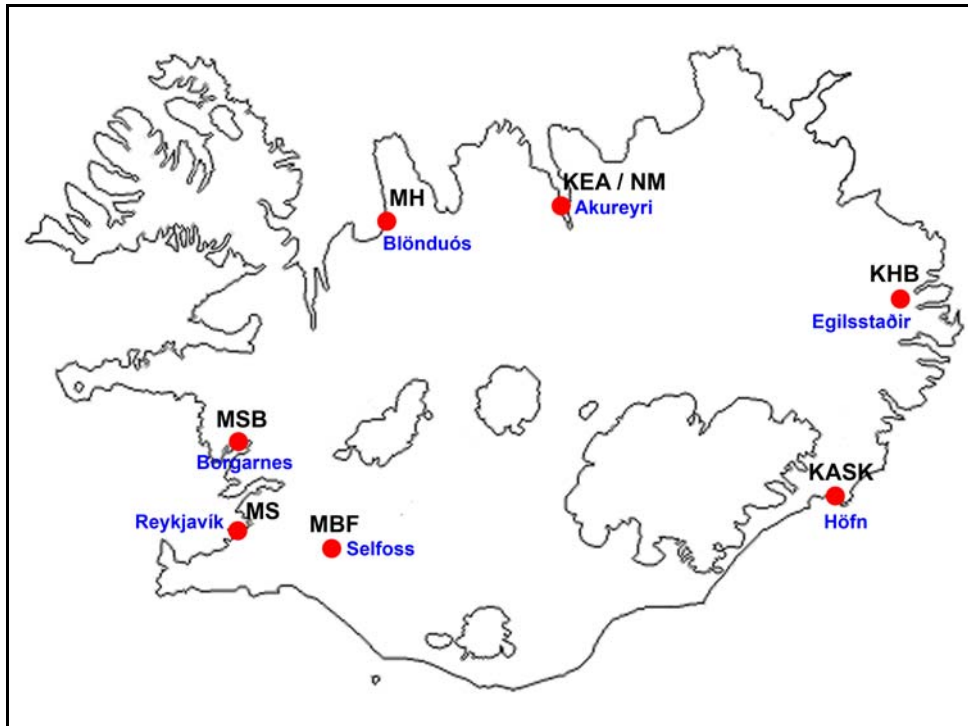 KEA / NM
Akureyri
MH
Blönduós
KHB
Egilsstaðir
MSB
Borgarnes
KASK
Höfn
MS
Reykjavík
MBF
Selfoss